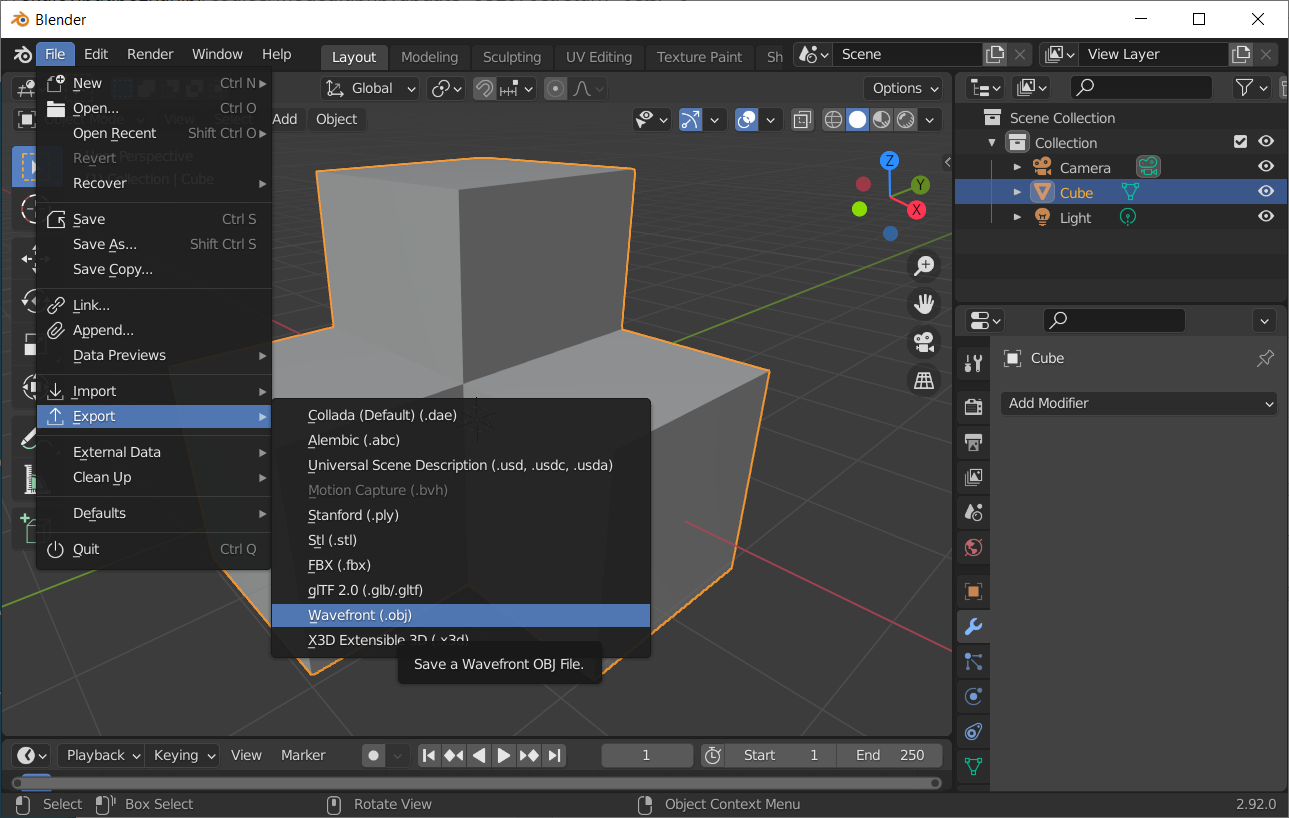 Blender
File Edit Render Window Help Layout Modeling Sculpting UV Editing Texture Paint Sh Scene View Layer
New Ctrl N
Open... Ctrl O
Open Recent Shift Ctrl O
Revert
Recover
Save Ctrl S
Save As... Shift Ctrl S
Save Copy...
Link...
Append...
Data Previews
Import
Export
External Data
Clean Up
Defaults
Quit Ctrl Q
Collada (Default) (.dae)
Alembic (.abc)
Universal Scene Description (.usd, .usdc, .usda)
Motion Capture (.bvh)
Stanford (.ply)
Stl (.stl)
FBX (.fbx)
glTF 2.0 (.glb/.gltf)
Wavefront (.obj)
X3D Extensible 3D (.x3d)
Save a Wavefront OBJ File.
Global Options
View Select Add Object
Perspective
Collection | Cube
Z
Y
X
Scene Collection
Collection
Camera
Cube
Light
Cube
Add Modifier
Playback Keying View Marker 1 Start 1 End 250
Select Box Select Rotate View Object Context Menu 2.92.0